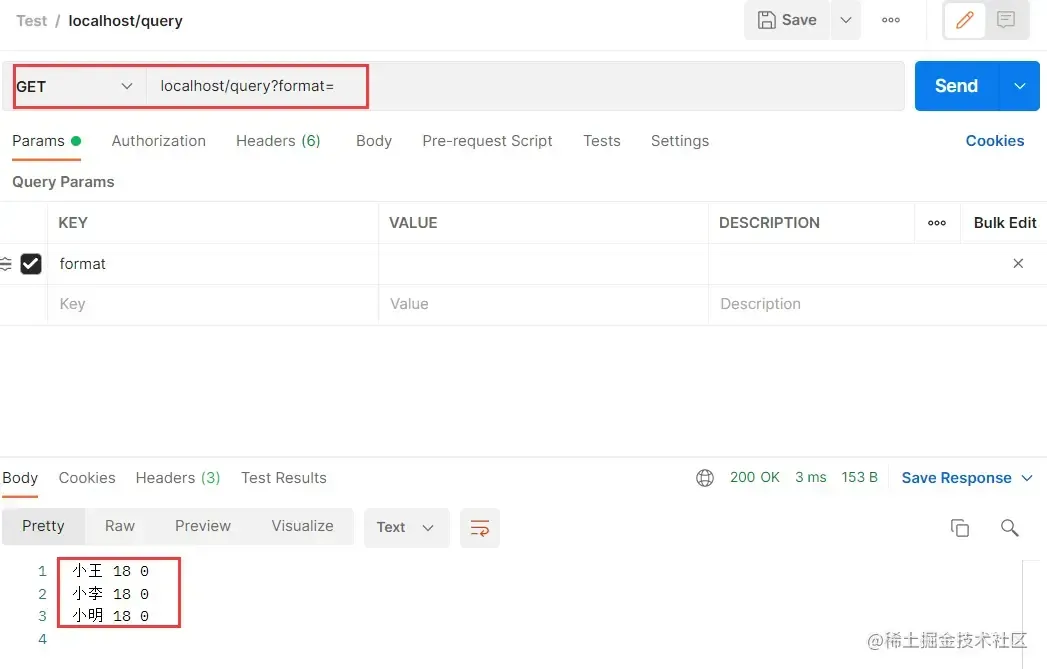 Test / localhost/query Save
GET localhost/query?format= Send
Params Authorization Headers (6) Body Pre-request Script Tests Settings Cookies
Query Params
KEY VALUE DESCRIPTION Bulk Edit
format
Key Value Description
Body Cookies Headers (3) Test Results 200 OK 3 ms 153 B Save Response
Pretty Raw Preview Visualize Text
1 小王 18 0
2 小李 18 0
3 小明 18 0
4
@稀土掘金技术社区